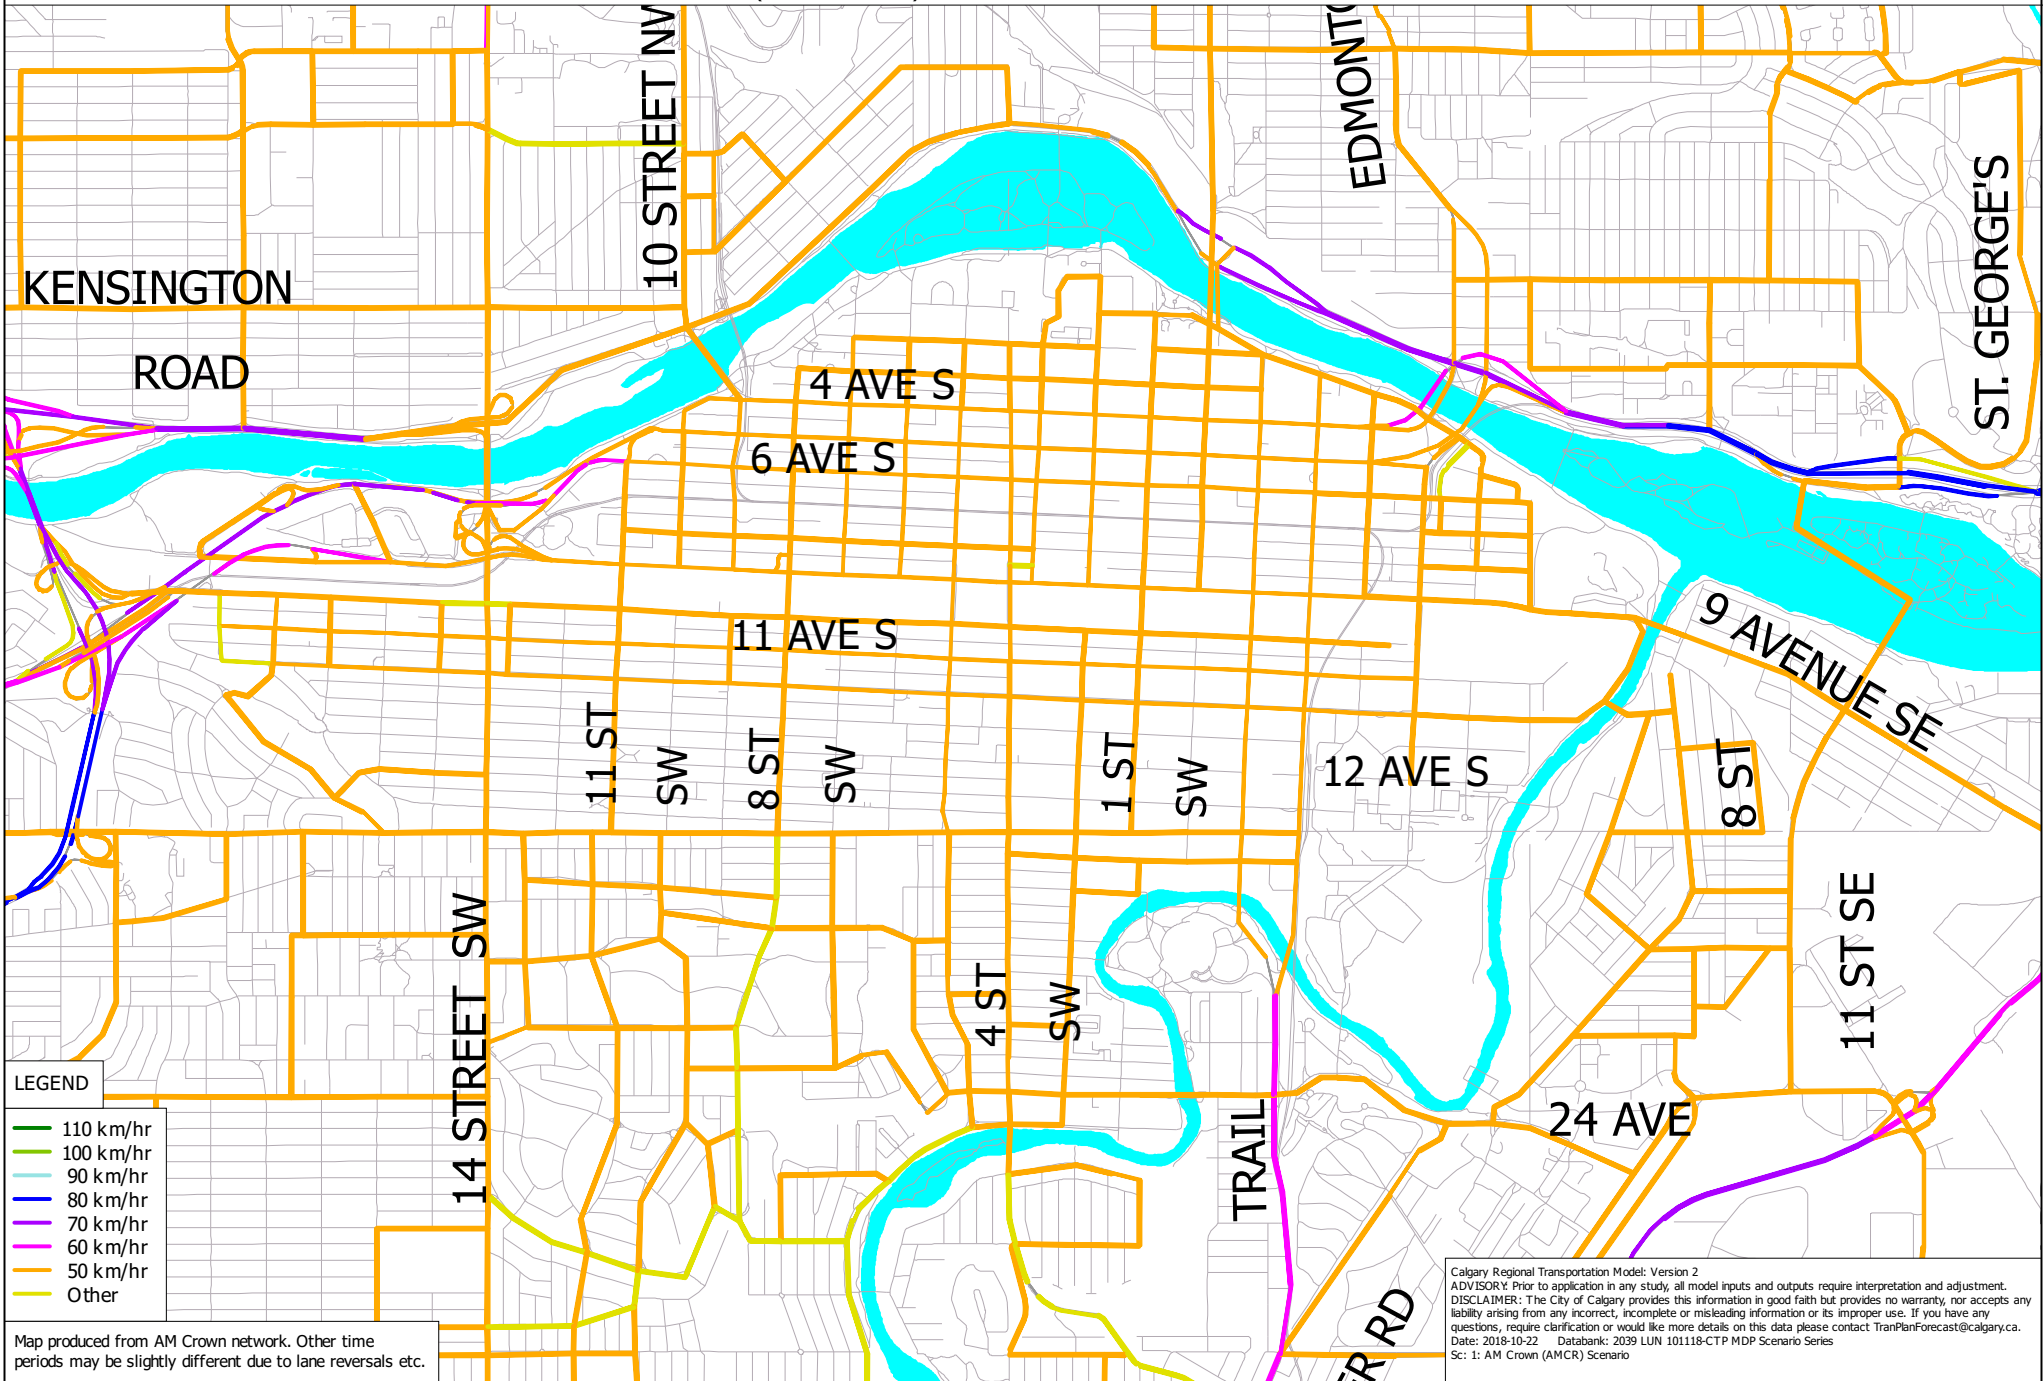 10 STREET NW
EDMONTO
ST. GEORGE'S
KENSINGTON
ROAD
4 AVE S
6 AVE S
11 AVE S
9 AVENUE SE
11 ST
SW
8 ST
SW
1 ST
SW
12 AVE S
8 ST
14 STREET SW
4 ST
SW
11 ST SE
24 AVE
TRAIL
ER RD
LEGEND
110 km/hr
100 km/hr
90 km/hr
80 km/hr
70 km/hr
60 km/hr
50 km/hr
Other
Map produced from AM Crown network. Other time
periods may be slightly different due to lane reversals etc.
Calgary Regional Transportation Model: Version 2
ADVISORY: Prior to application in any study, all model inputs and outputs require interpretation and adjustment.
DISCLAIMER: The City of Calgary provides this information in good faith but provides no warranty, nor accepts any
liability arising from any incorrect, incomplete or misleading information or its improper use. If you have any
questions, require clarification or would like more details on this data please contact TranPlanForecast@calgary.ca.
Date: 2018-10-22 Databank: 2039 LUN 101118-CTP MDP Scenario Series
Sc: 1: AM Crown (AMCR) Scenario